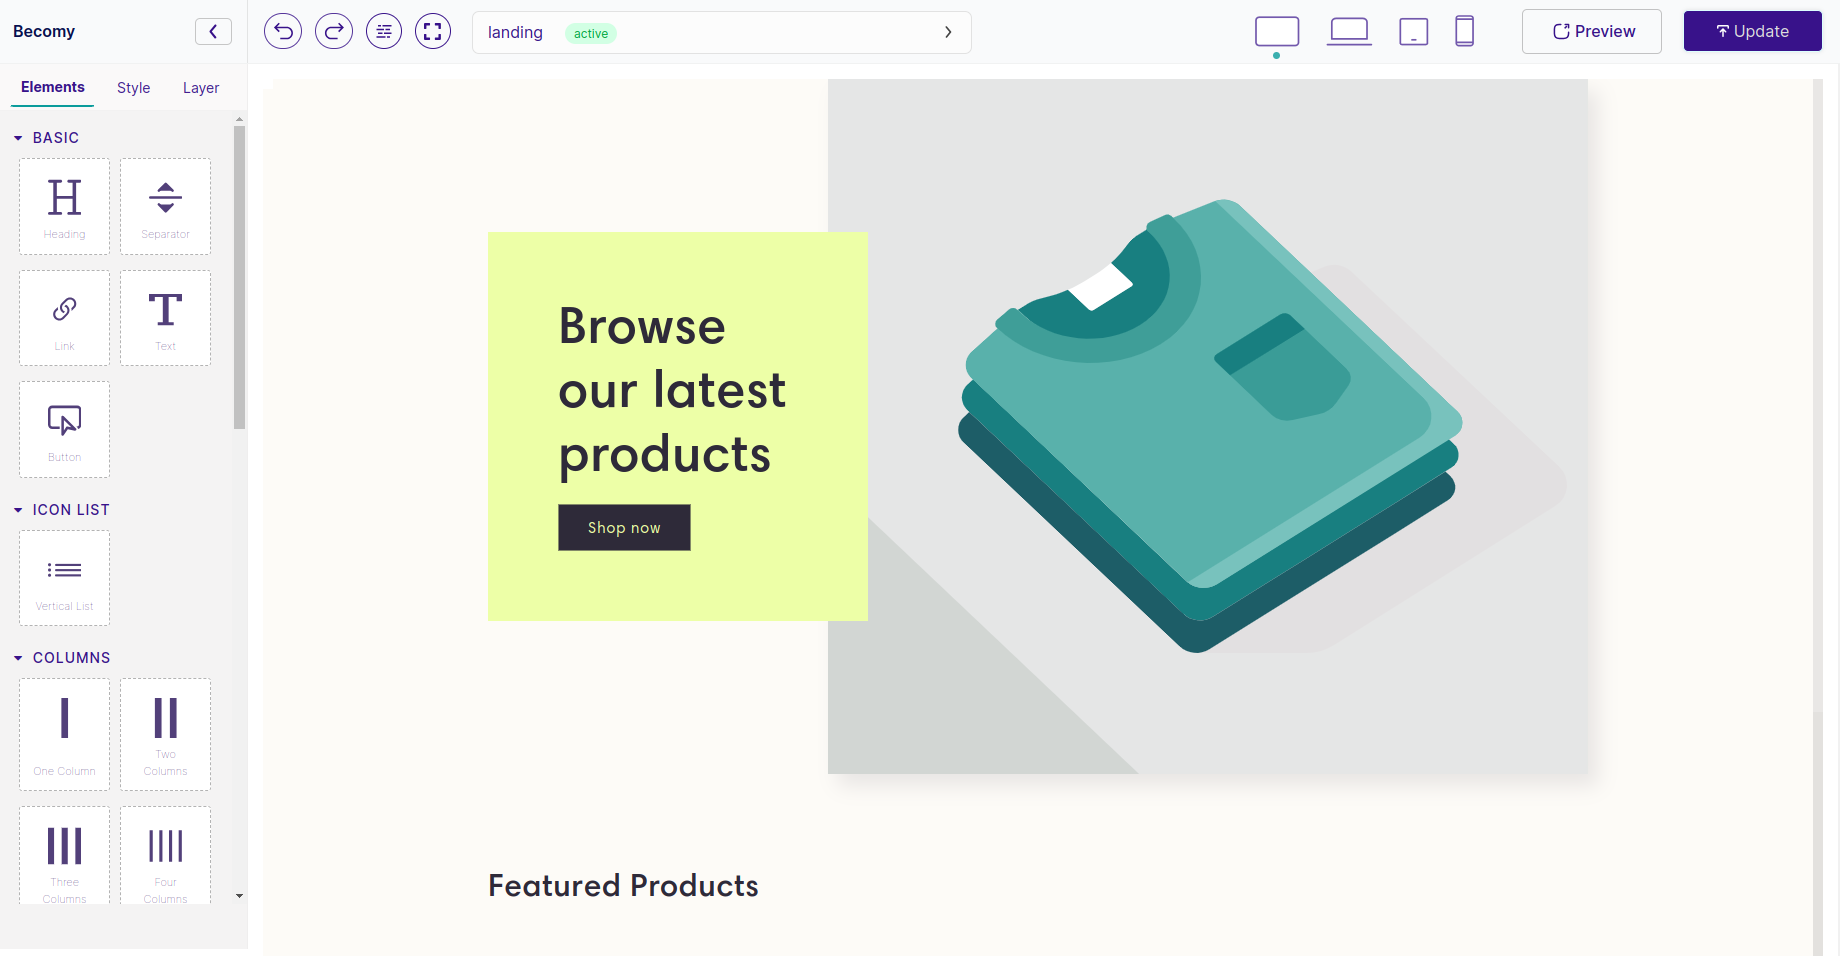 Becomy
landing active
Preview
Update
Elements Style Layer
BASIC
Heading
Separator
Link
Text
Button
ICON LIST
Vertical List
COLUMNS
One Column
Two
Columns
Three
Columns
Four
Columns
Browse
our latest
products
Shop now
Featured Products